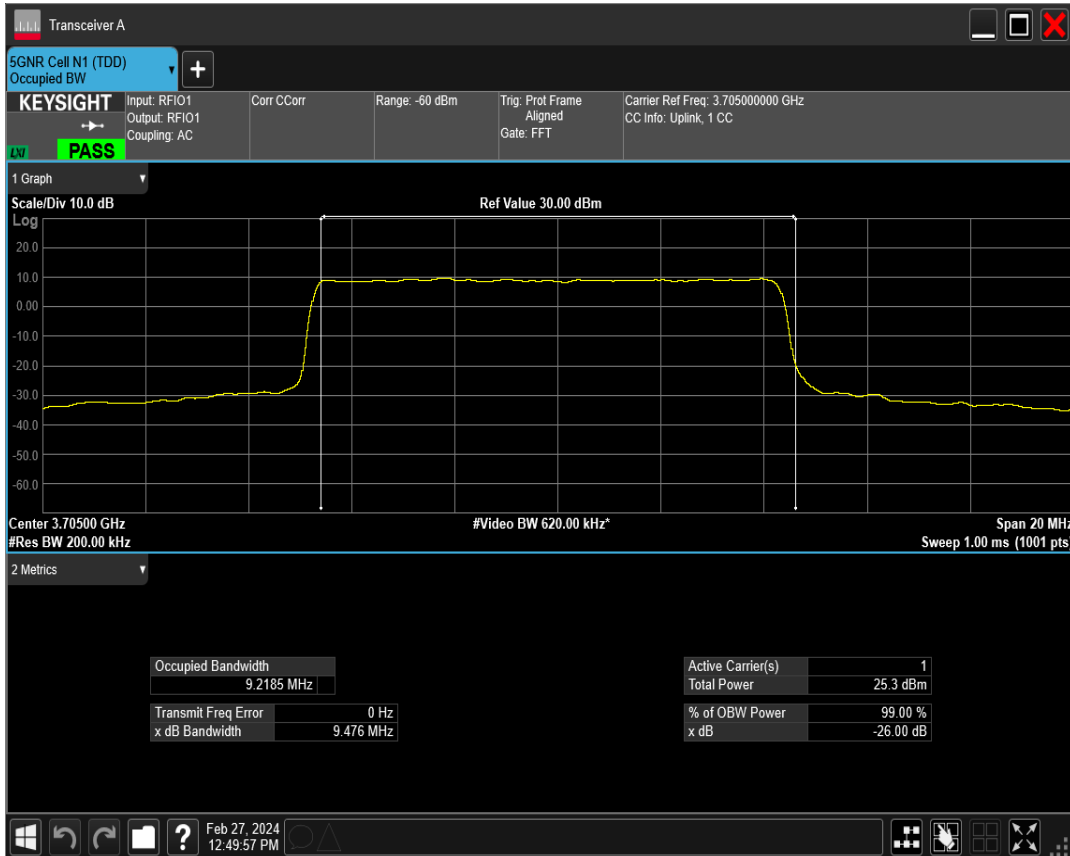 Transceiver A
5GNR Cell N1 (TDD)
Occupied BW
+
KEYSIGHT
LXI
PASS
Input: RFIO1
Output: RFIO1
Coupling: AC
Corr CCorr
Range: -60 dBm
Trig: Prot Frame
Aligned
Gate: FFT
Carrier Ref Freq: 3.705000000 GHz
CC Info: Uplink, 1 CC
1 Graph
Scale/Div 10.0 dB
Ref Value 30.00 dBm
Log
20.0
10.0
0.00
-10.0
-20.0
-30.0
-40.0
-50.0
-60.0
Center 3.70500 GHz
#Video BW 620.00 kHz*
Span 20 MHz
#Res BW 200.00 kHz
Sweep 1.00 ms (1001 pts)
2 Metrics
Occupied Bandwidth
9.2185 MHz
Transmit Freq Error 0 Hz
x dB Bandwidth 9.476 MHz
Active Carrier(s) 1
Total Power 25.3 dBm
% of OBW Power 99.00 %
x dB -26.00 dB
?
Feb 27, 2024
12:49:57 PM